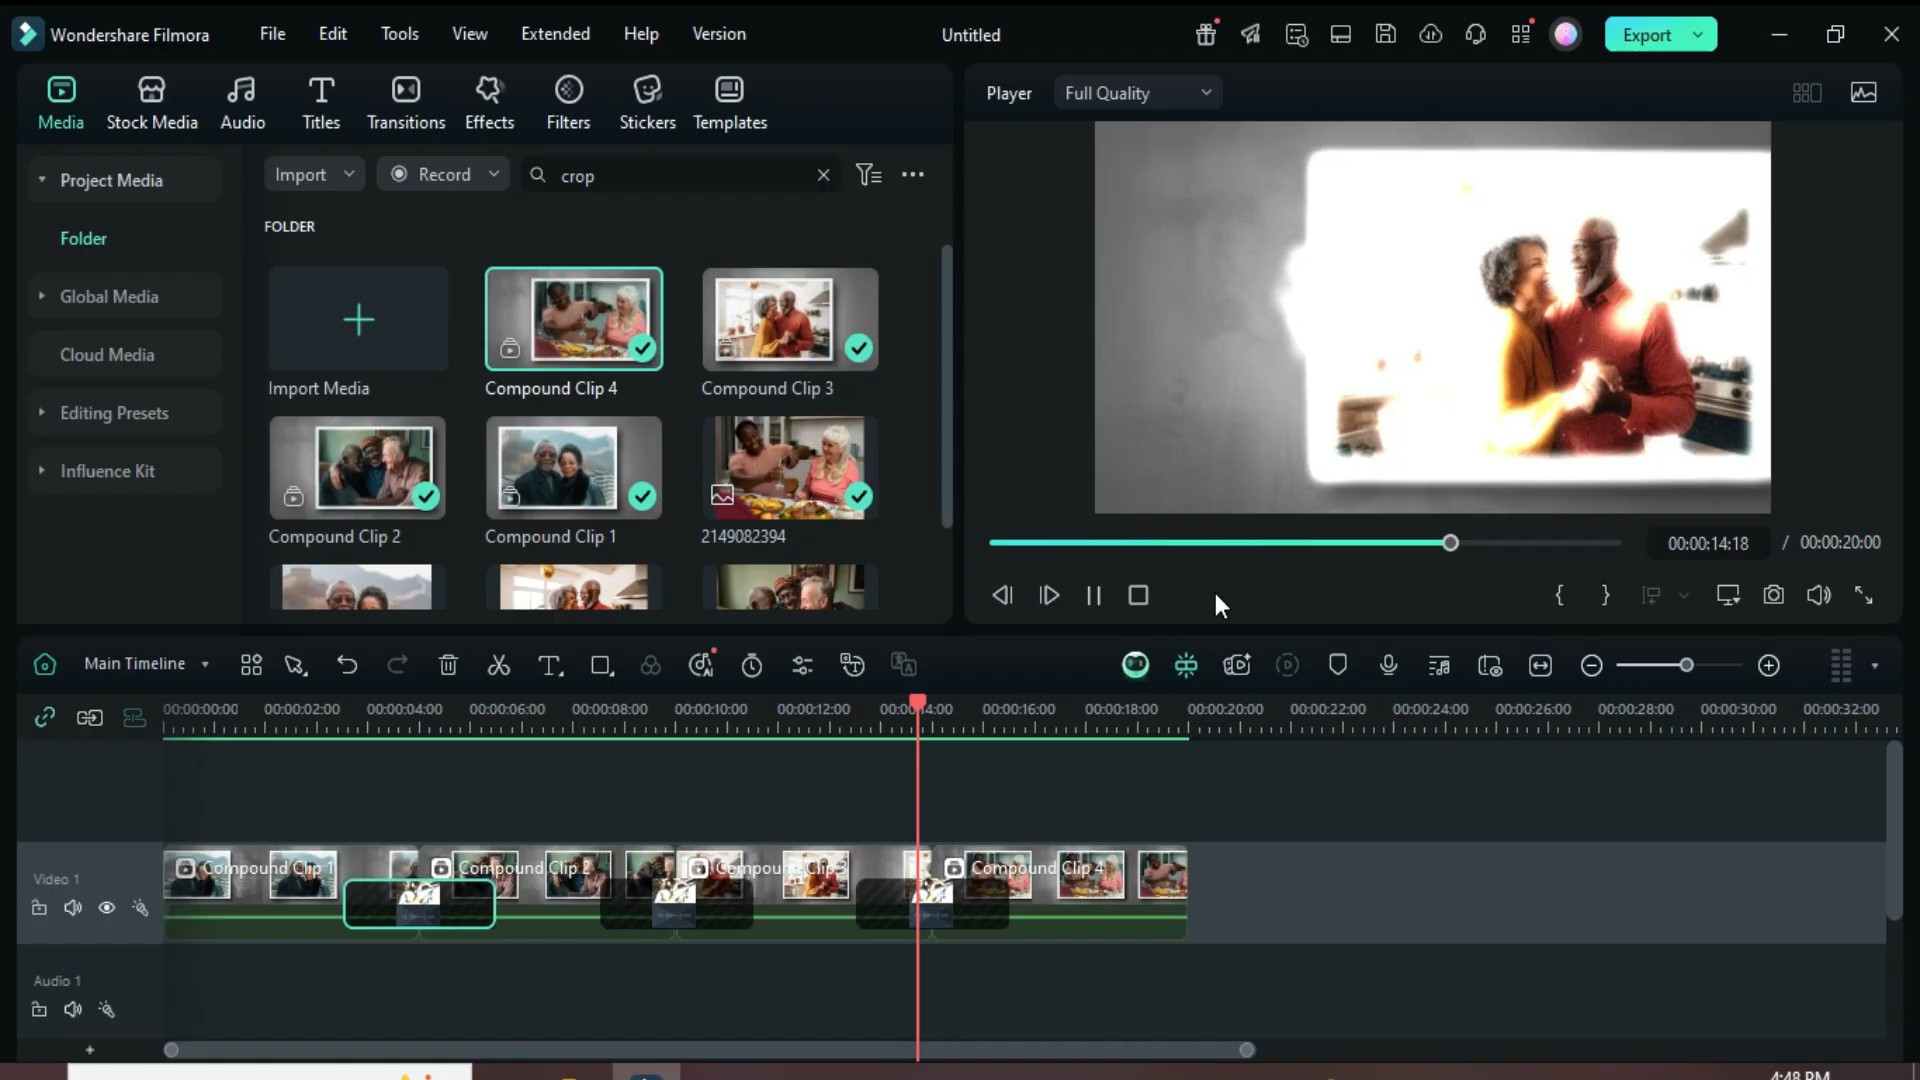 Wondershare Filmora
File
Edit
Tools
View
Extended
Help
Version
Untitled
Export
Media
Stock Media
Audio
Titles
Transitions
Effects
Filters
Stickers
Templates
Player
Full Quality
Project Media
Folder
Global Media
Cloud Media
Editing Presets
Influence Kit
Import
Record
crop
FOLDER
Import Media
Compound Clip 4
Compound Clip 3
Compound Clip 2
Compound Clip 1
2149082394
00:00:14:18 / 00:00:20:00
Main Timeline
00:00:00:00
00:00:02:00
00:00:04:00
00:00:06:00
00:00:08:00
00:00:10:00
00:00:12:00
00:00:14:00
00:00:16:00
00:00:18:00
00:00:20:00
00:00:22:00
00:00:24:00
00:00:26:00
00:00:28:00
00:00:30:00
00:00:32:00
Video 1
Compound Clip 1
Compound Clip 2
Compound Clip 3
Compound Clip 4
Audio 1
4:48 PM